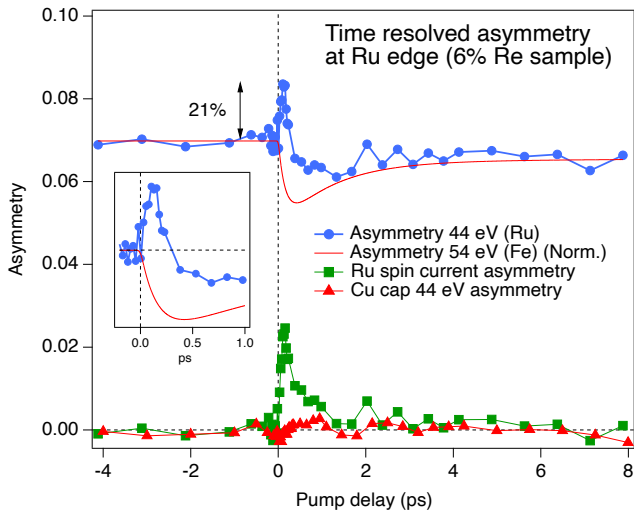 Time resolved asymmetry
at Ru edge (6% Re sample)
0.10
0.08
0.06
0.04
0.02
0.00
Asymmetry
21%
0.0
0.5
1.0
ps
Asymmetry 44 eV (Ru)
Asymmetry 54 eV (Fe) (Norm.)
Ru spin current asymmetry
Cu cap 44 eV asymmetry
-4
-2
0
2
4
6
8
Pump delay (ps)